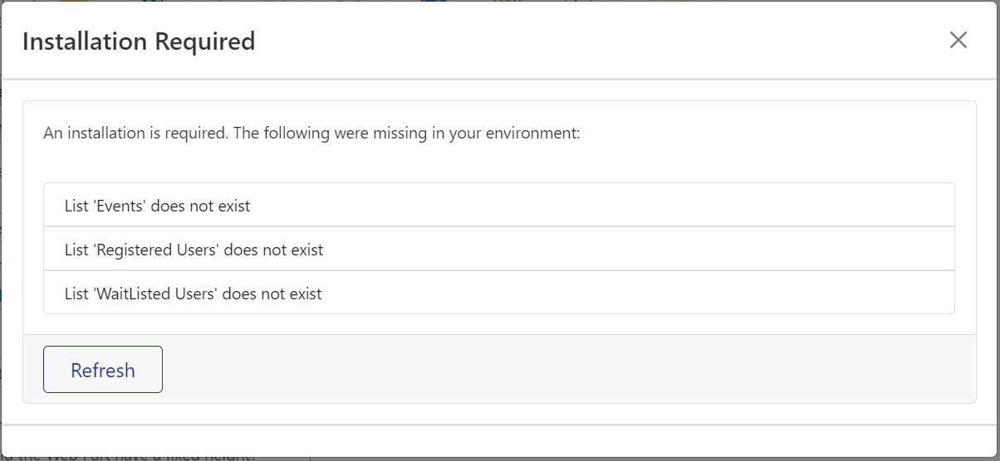 Installation Required
An installation is required. The following were missing in your environment:
List 'Events' does not exist
List 'Registered Users' does not exist
List 'WaitListed Users' does not exist
Refresh
the Web Part have a fixed height?